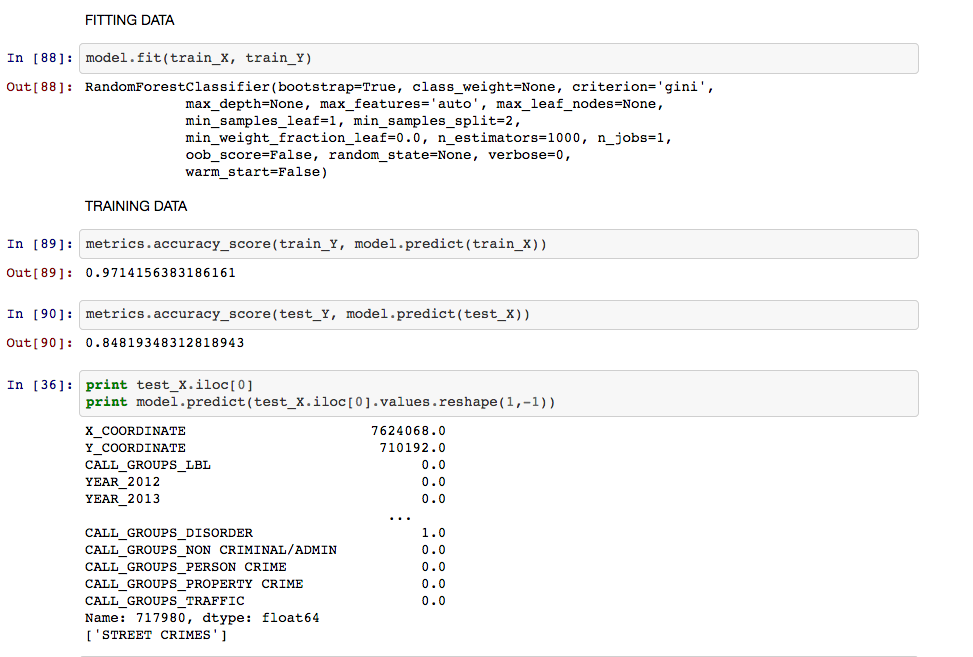 FITTING DATA
In [88]: model.fit(train_X, train_Y)
Out[88]: RandomForestClassifier(bootstrap=True, class_weight=None, criterion='gini',
max_depth=None, max_features='auto', max_leaf_nodes=None,
min_samples_leaf=1, min_samples_split=2,
min_weight_fraction_leaf=0.0, n_estimators=1000, n_jobs=1,
oob_score=False, random_state=None, verbose=0,
warm_start=False)
TRAINING DATA
In [89]: metrics.accuracy_score(train_Y, model.predict(train_X))
Out[89]: 0.9714156383186161
In [90]: metrics.accuracy_score(test_Y, model.predict(test_X))
Out[90]: 0.84819348312818943
In [36]: print test_X.iloc[0]
print model.predict(test_X.iloc[0].values.reshape(1,-1))
X_COORDINATE 7624068.0
Y_COORDINATE 710192.0
CALL_GROUPS_LBL 0.0
YEAR_2012 0.0
YEAR_2013 0.0
...
CALL_GROUPS_DISORDER 1.0
CALL_GROUPS_NON CRIMINAL/ADMIN 0.0
CALL_GROUPS_PERSON CRIME 0.0
CALL_GROUPS_PROPERTY CRIME 0.0
CALL_GROUPS_TRAFFIC 0.0
Name: 717980, dtype: float64
['STREET CRIMES']